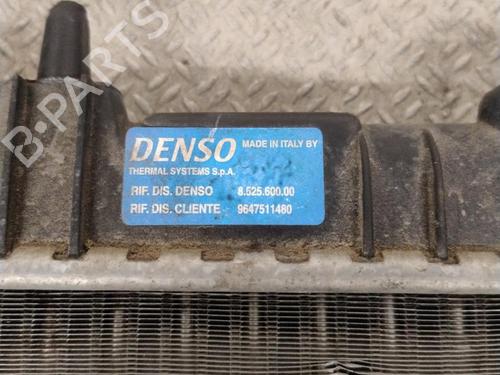 B-PARTS
DENSO MADE IN ITALY BY
THERMAL SYSTEMS S.p.A.
RIF. DIS. DENSO 8.525.600.00
RIF. DIS. CLIENTE 9647511480